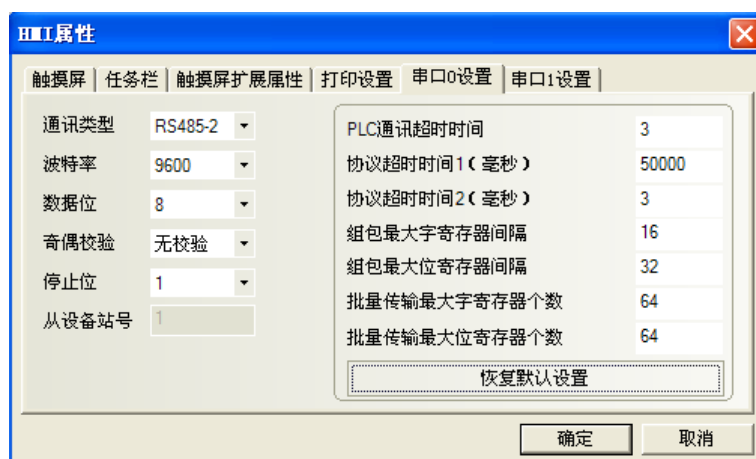 HMI属性
触摸屏 任务栏 触摸屏扩展属性 打印设置 串口0设置 串口1设置
通讯类型 RS485-2
波特率 9600
数据位 8
奇偶校验 无校验
停止位 1
从设备站号 1
PLC通讯超时时间 3
协议超时时间1(毫秒) 50000
协议超时时间2(毫秒) 3
组包最大字寄存器间隔 16
组包最大位寄存器间隔 32
批量传输最大字寄存器个数 64
批量传输最大位寄存器个数 64
恢复默认设置
确定 取消